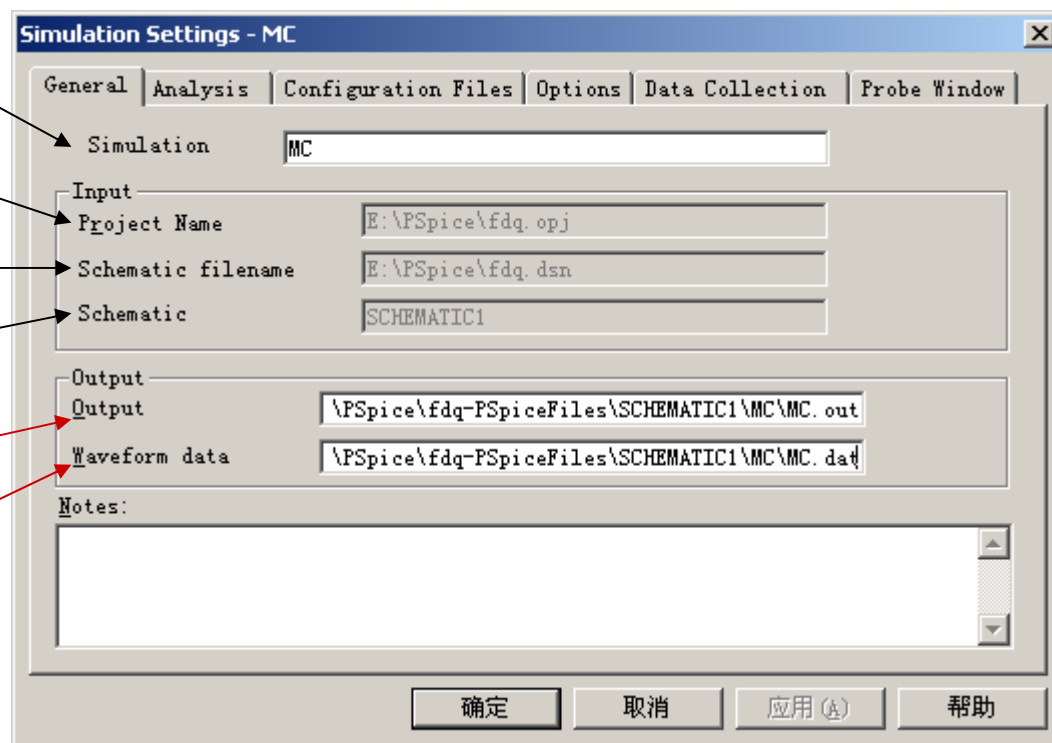 Simulation Settings - MC
General Analysis Configuration Files Options Data Collection Probe Window
Simulation MC
Input
Project Name E:\PSpice\fdq.opj
Schematic filename E:\PSpice\fdq.dsn
Schematic SCHEMATIC1
Output
Output \PSpice\fdq-PSpiceFiles\SCHEMATIC1\MC\MC.out
Waveform data \PSpice\fdq-PSpiceFiles\SCHEMATIC1\MC\MC.dat
Notes:
确定 取消 应用(A) 帮助